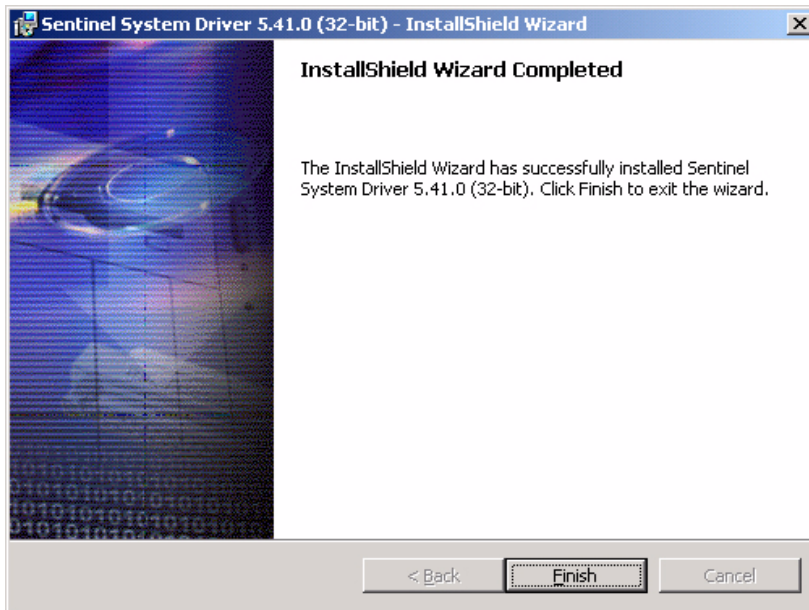 Sentinel System Driver 5.41.0 (32-bit) - InstallShield Wizard
InstallShield Wizard Completed
The InstallShield Wizard has successfully installed Sentinel
System Driver 5.41.0 (32-bit). Click Finish to exit the wizard.
< Back
Finish
Cancel